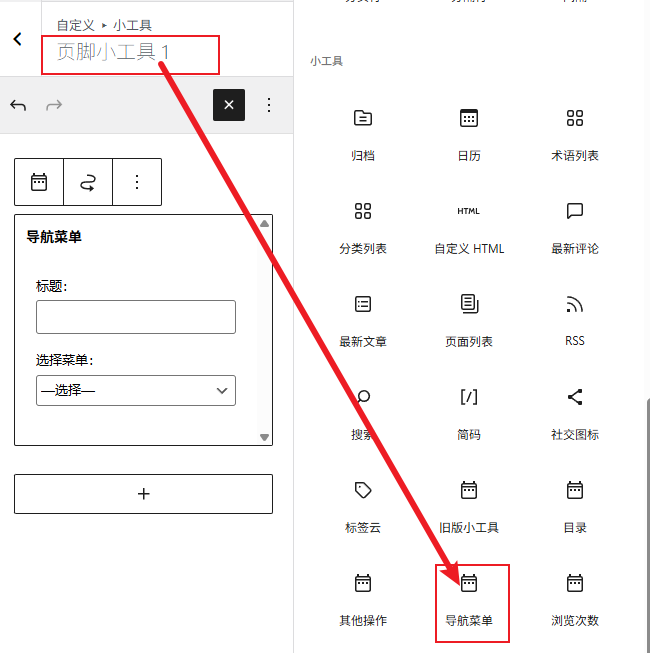 自定义 ▸ 小工具
页脚小工具 1
导航菜单
标题：
选择菜单：
—选择—
小工具
归档
日历
术语列表
分类列表
HTML
自定义 HTML
最新评论
最新文章
页面列表
RSS
搜索
简码
社交图标
标签云
旧版小工具
目录
其他操作
导航菜单
浏览次数